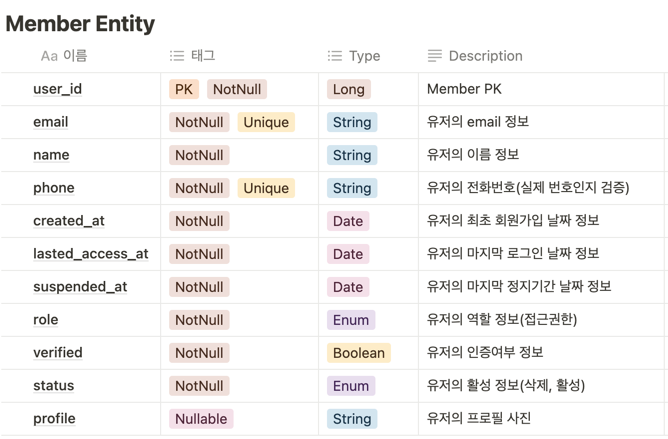 Member Entity
Aa 이름 태그 Type Description
user_id PK NotNull Long Member PK
email NotNull Unique String 유저의 email 정보
name NotNull String 유저의 이름 정보
phone NotNull Unique String 유저의 전화번호(실제 번호인지 검증)
created_at NotNull Date 유저의 최초 회원가입 날짜 정보
lasted_access_at NotNull Date 유저의 마지막 로그인 날짜 정보
suspended_at NotNull Date 유저의 마지막 정지기간 날짜 정보
role NotNull Enum 유저의 역할 정보(접근권한)
verified NotNull Boolean 유저의 인증여부 정보
status NotNull Enum 유저의 활성 정보(삭제, 활성)
profile Nullable String 유저의 프로필 사진